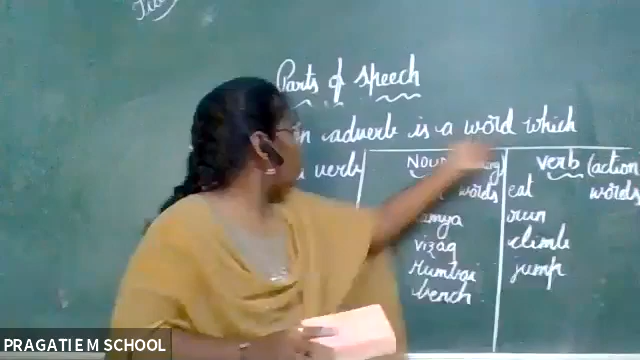 Parts of Speech
an adverb is a word which
verb
Noun
verb (action
words
words
eat
run
vizag
climb
Mumbai
jump
bench
PRAGATI E M SCHOOL